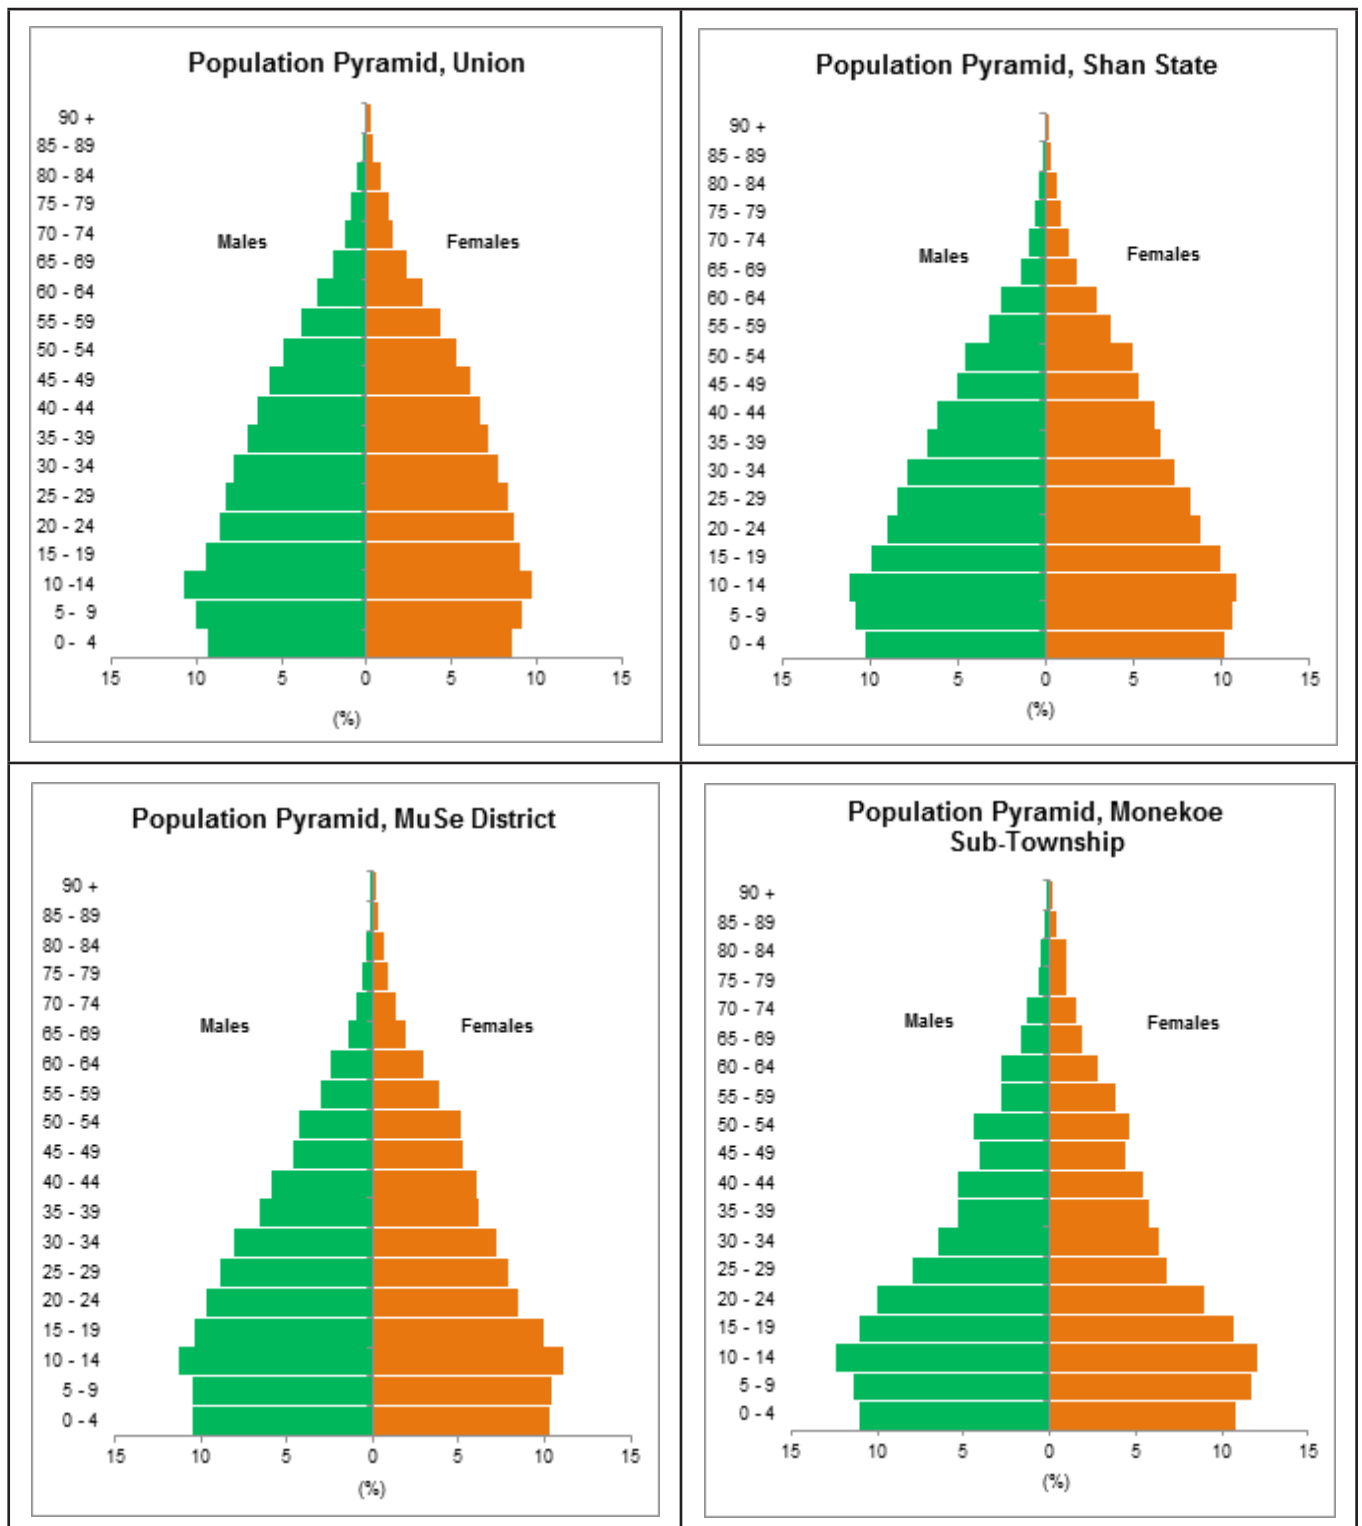 Population Pyramid, Union
90 +
85 - 89
80 - 84
75 - 79
70 - 74
Males
Females
65 - 69
60 - 64
55 - 59
50 - 54
45 - 49
40 - 44
35 - 39
30 - 34
25 - 29
20 - 24
15 - 19
10 -14
5- 9
0- 4
15 10 5 0 5 10 15
(%)
Population Pyramid, Shan State
90 +
85 - 89
80 - 84
75 - 79
70 - 74
Males
Females
65 - 69
60 - 64
55 - 59
50 - 54
45 - 49
40 - 44
35 - 39
30 - 34
25 - 29
20 - 24
15 - 19
10 - 14
5 - 9
0 - 4
15 10 5 0 5 10 15
(%)
Population Pyramid, MuSe District
90 +
85 - 89
80 - 84
75 - 79
70 - 74
Males
Females
65 - 69
60 - 64
55 - 59
50 - 54
45 - 49
40 - 44
35 - 39
30 - 34
25 - 29
20 - 24
15 - 19
10 - 14
5 - 9
0 - 4
15 10 5 0 5 10 15
(%)
Population Pyramid, Monekoe
Sub-Township
90 +
85 - 89
80 - 84
75 - 79
70 - 74
Males
Females
65 - 69
60 - 64
55 - 59
50 - 54
45 - 49
40 - 44
35 - 39
30 - 34
25 - 29
20 - 24
15 - 19
10 - 14
5 - 9
0 - 4
15 10 5 0 5 10 15
(%)